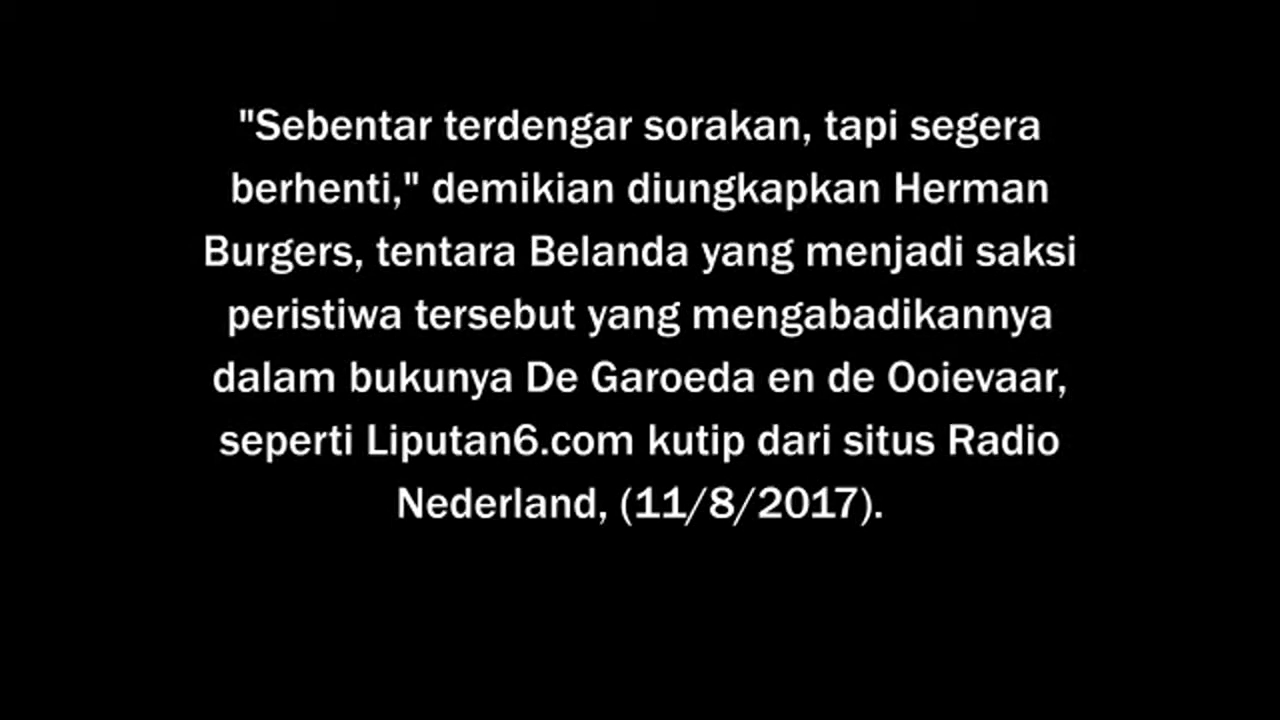 "Sebentar terdengar sorakan, tapi segera
berhenti," demikian diungkapkan Herman
Burgers, tentara Belanda yang menjadi saksi
peristiwa tersebut yang mengabadikannya
dalam bukunya De Garoeda en de Ooievaar,
seperti Liputan6.com kutip dari situs Radio
Nederland, (11/8/2017).